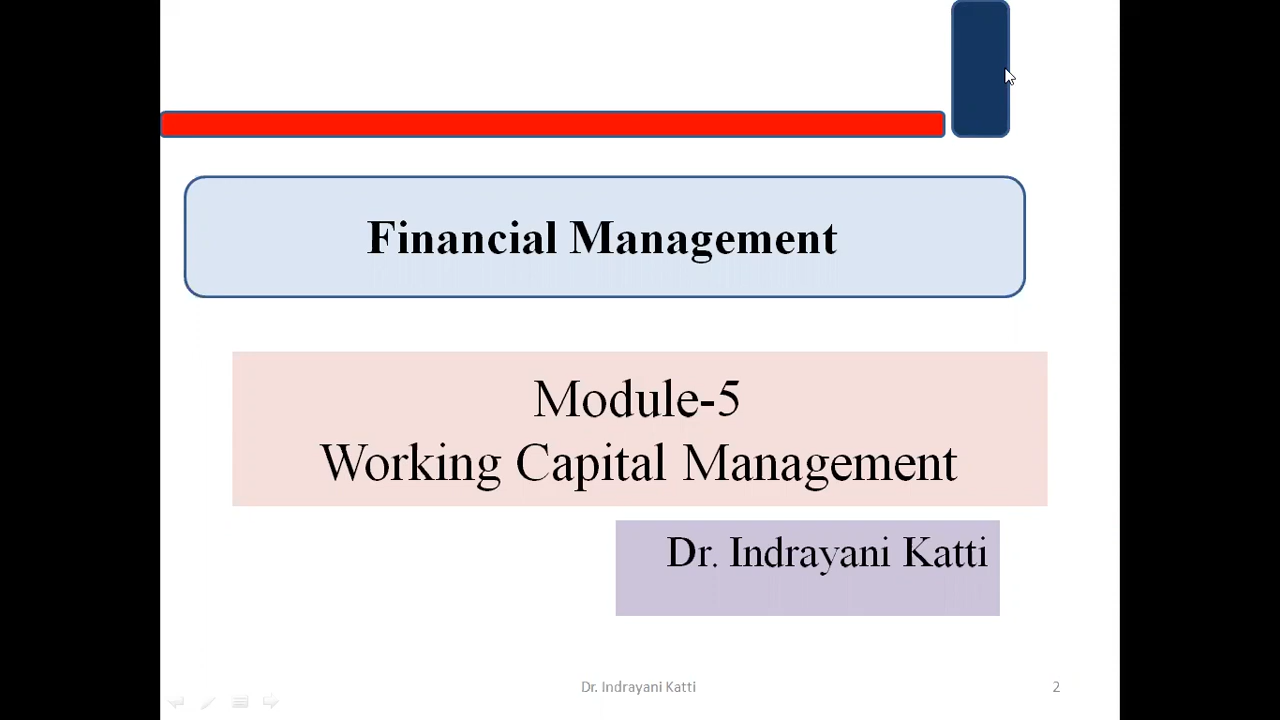 Financial Management
Module-5
Working Capital Management
Dr. Indrayani Katti
Dr. Indrayani Katti
2